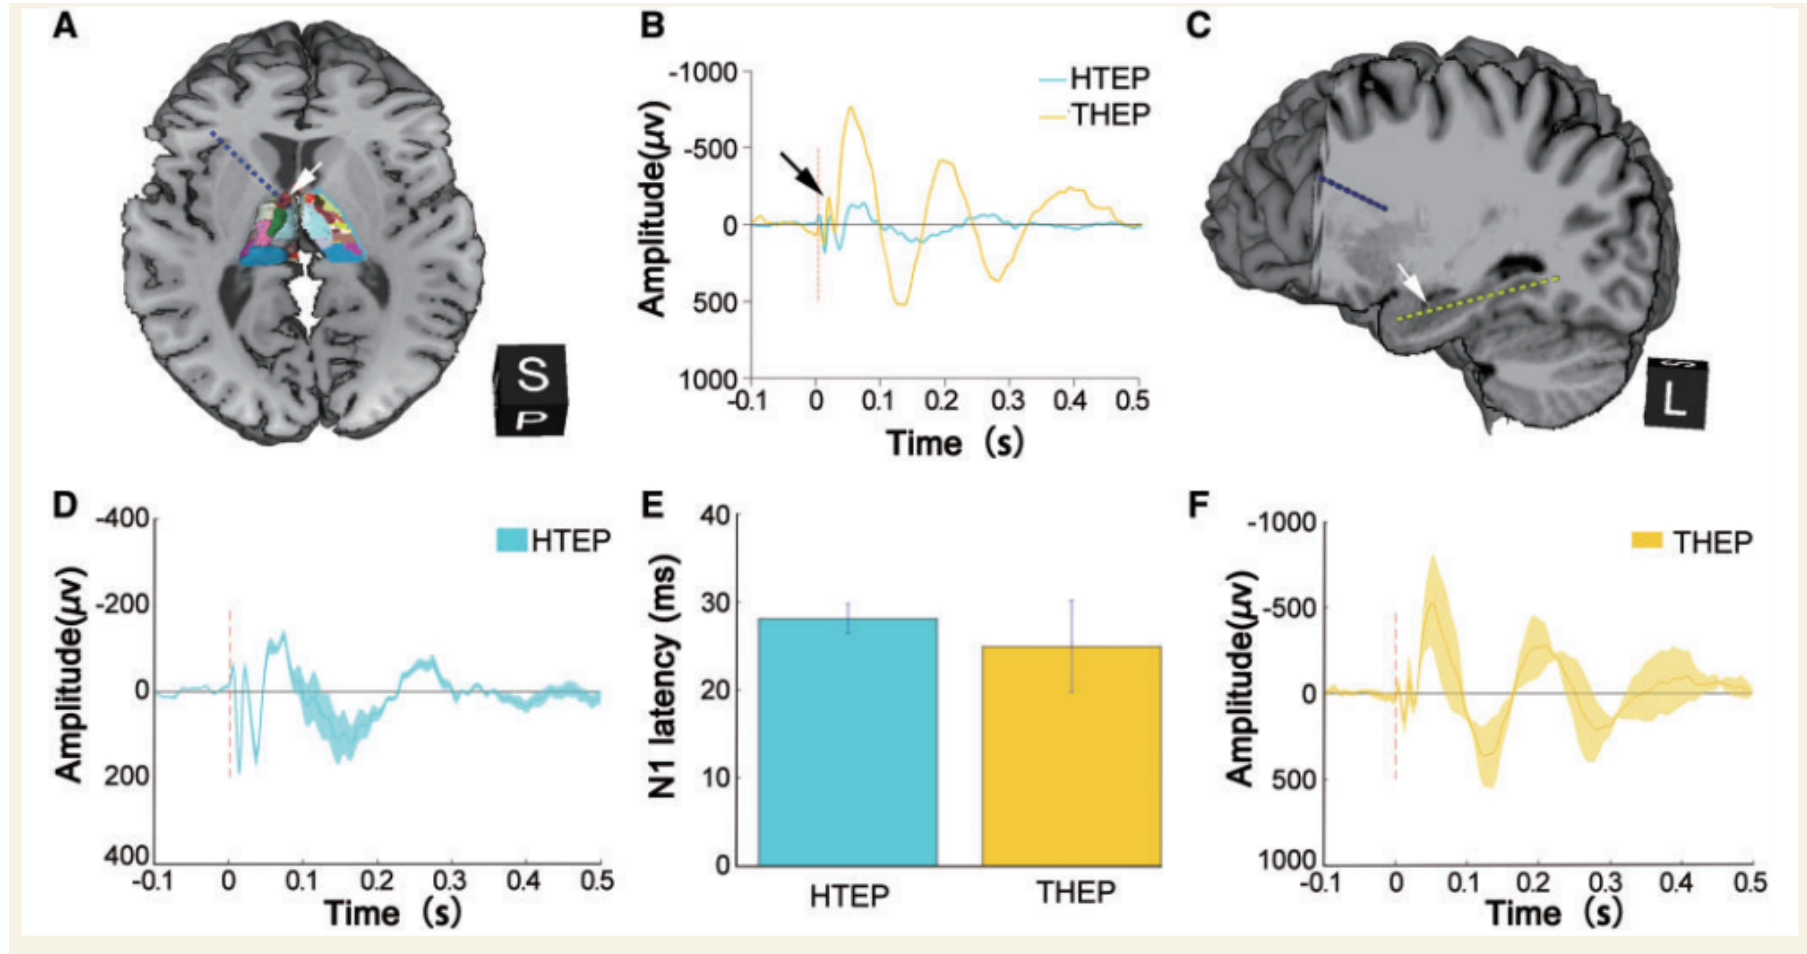 A
S
P
B
HTEP
THEP
Amplitude(μv)
-1000
-500
0
500
1000
-0.1 0 0.1 0.2 0.3 0.4 0.5
Time (s)
C
S
L
D
HTEP
Amplitude(μv)
-400
-200
0
200
400
-0.1 0 0.1 0.2 0.3 0.4 0.5
Time (s)
E
N1 latency (ms)
40
30
20
10
0
HTEP THEP
F
THEP
Amplitude(μv)
-1000
-500
0
500
1000
-0.1 0 0.1 0.2 0.3 0.4 0.5
Time (s)